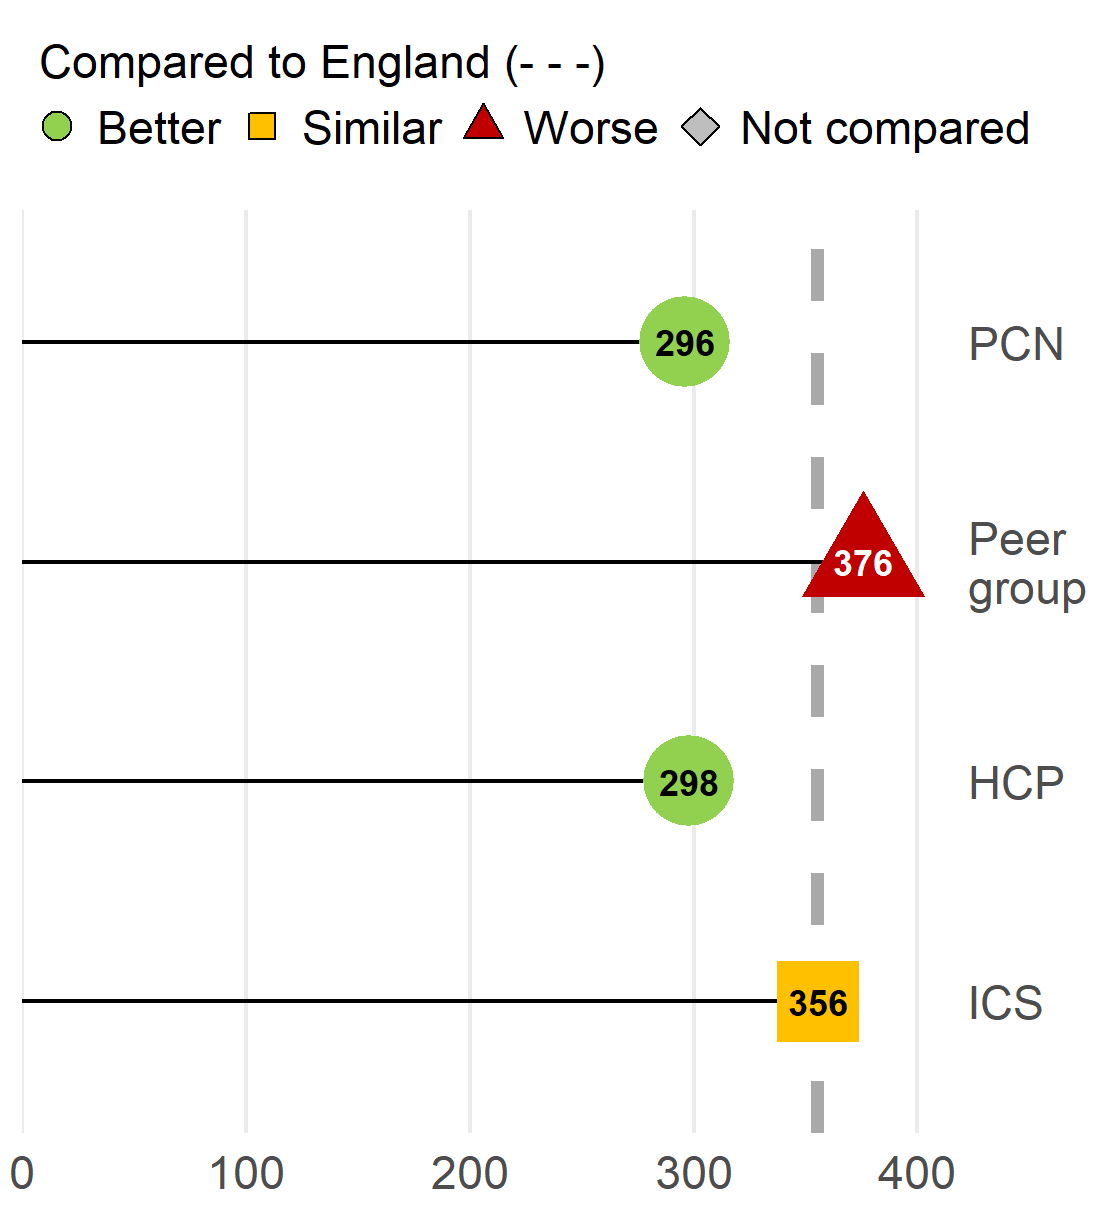 Compared to England (- - -)
Better Similar Worse Not compared
296 PCN
376 Peer
group
298 HCP
356 ICS
0 100 200 300 400